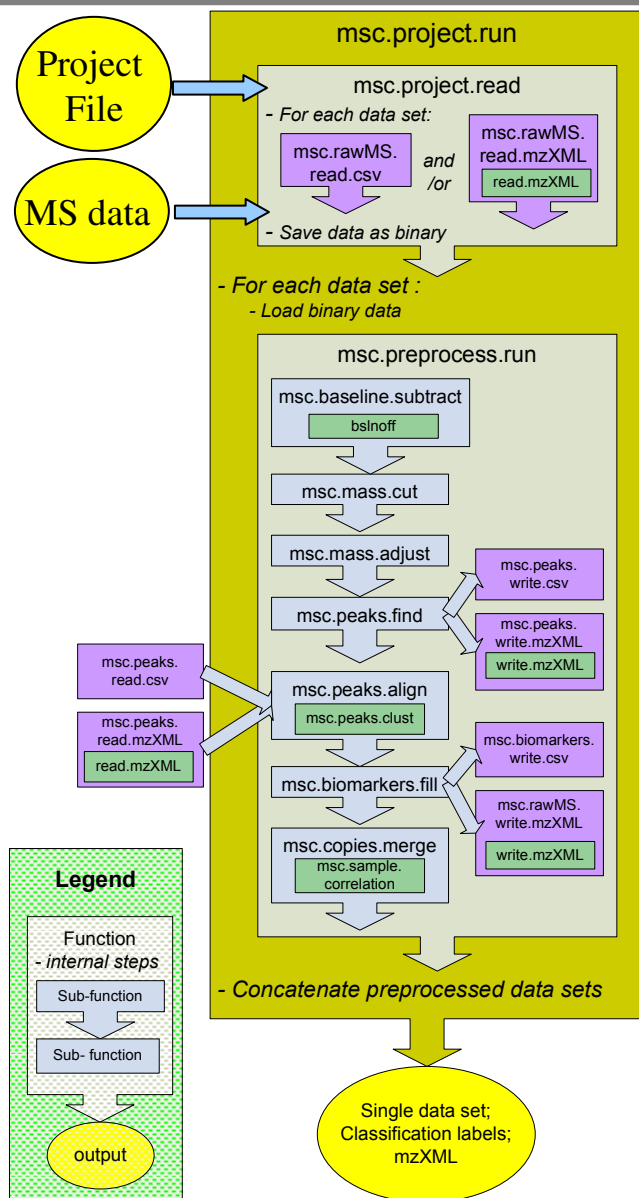 Project
File
MS data
msc.project.run
msc.project.read
- For each data set:
msc.rawMS.
read.csv
and
/or
msc.rawMS.
read.mzXML
read.mzXML
- Save data as binary
- For each data set :
- Load binary data
msc.preprocess.run
msc.baseline.subtract
bslnoff
msc.mass.cut
msc.mass.adjust
msc.peaks.find
msc.peaks.
write.csv
msc.peaks.
write.mzXML
write.mzXML
msc.peaks.
read.csv
msc.peaks.
read.mzXML
read.mzXML
msc.peaks.align
msc.peaks.clust
msc.biomarkers.fill
msc.biomarkers.
write.csv
msc.rawMS.
write.mzXML
write.mzXML
msc.copies.merge
msc.sample.
correlation
- Concatenate preprocessed data sets
Single data set;
Classification labels;
mzXML
Legend
Function
- internal steps
Sub-function
Sub- function
output